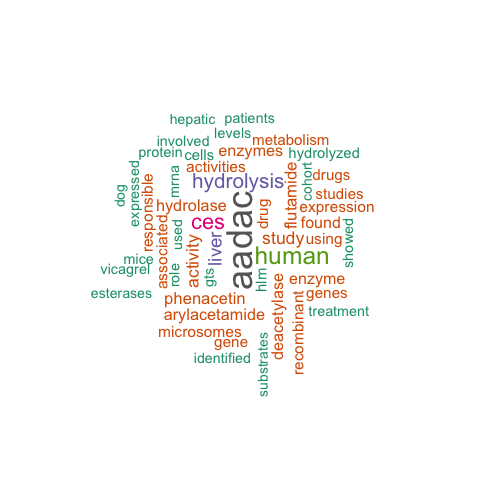 hepatic
patients
levels
involved
metabolism
protein
cells
enzymes
hydrolyzed
activities
drugs
mrna
cohort
hydrolysis
dog
expressed
responsible
flutamide
studies
hydrolase
ces
aadac
drug
expression
associated
used
found
liver
study
using
showed
activity
human
mice
vicagrel
role
gts
hlm
enzyme
esterases
phenacetin
deacetylase
recombinant
genes
arylacetamide
treatment
microsomes
gene
identified
substrates